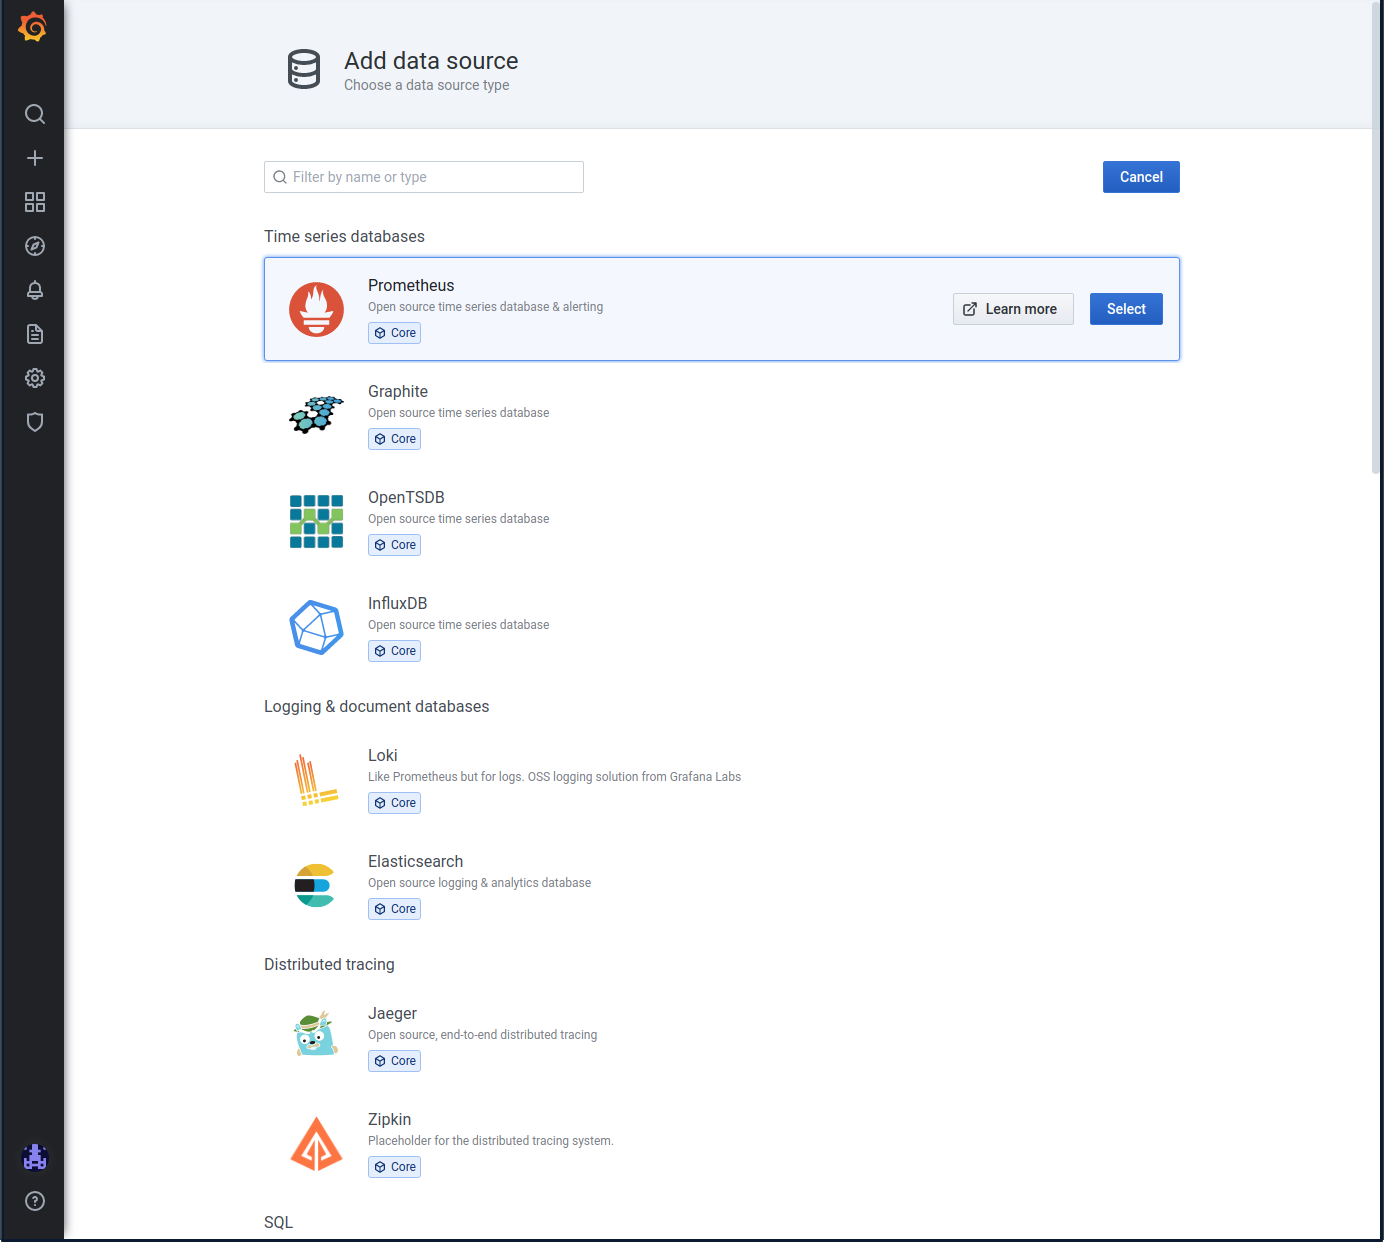 Add data source
Choose a data source type
Filter by name or type
Cancel
Time series databases
Prometheus
Open source time series database & alerting
Core
Learn more
Select
Graphite
Open source time series database
Core
OpenTSDB
Open source time series database
Core
InfluxDB
Open source time series database
Core
Logging & document databases
Loki
Like Prometheus but for logs. OSS logging solution from Grafana Labs
Core
Elasticsearch
Open source logging & analytics database
Core
Distributed tracing
Jaeger
Open source, end-to-end distributed tracing
Core
Zipkin
Placeholder for the distributed tracing system.
Core
SQL